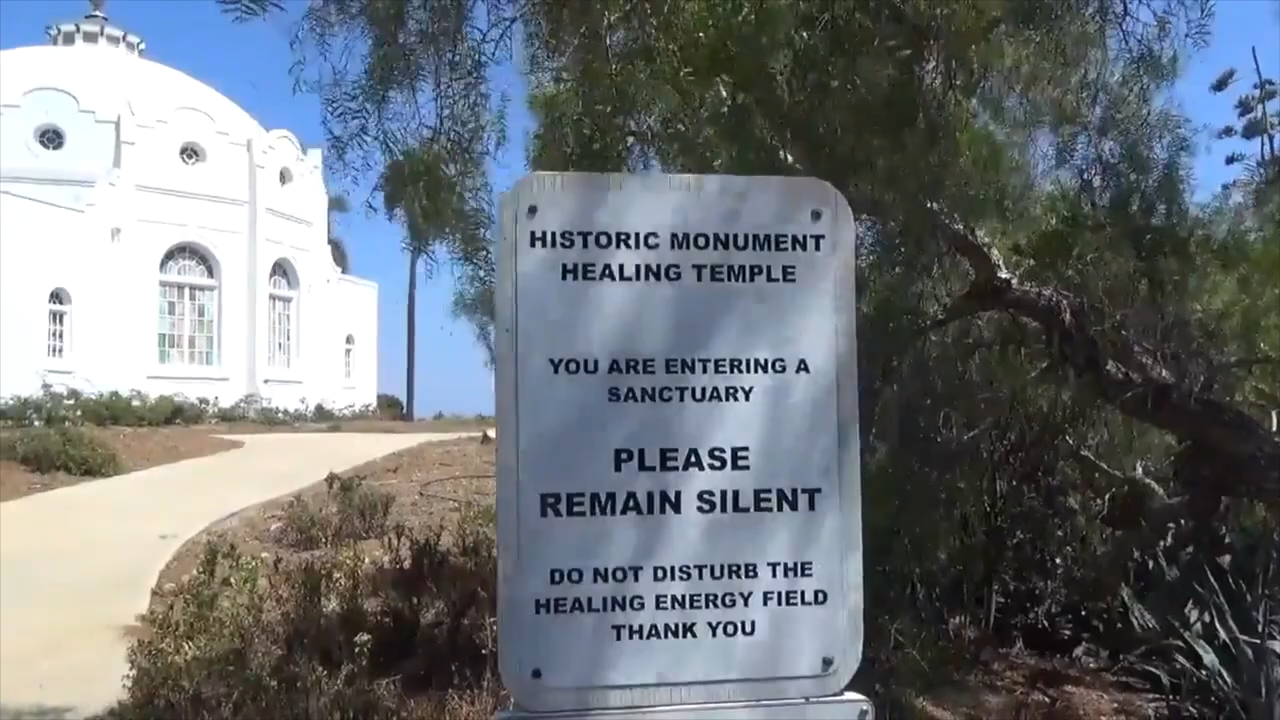 HISTORIC MONUMENT
HEALING TEMPLE
YOU ARE ENTERING A
SANCTUARY
PLEASE
REMAIN SILENT
DO NOT DISTURB THE
HEALING ENERGY FIELD
THANK YOU